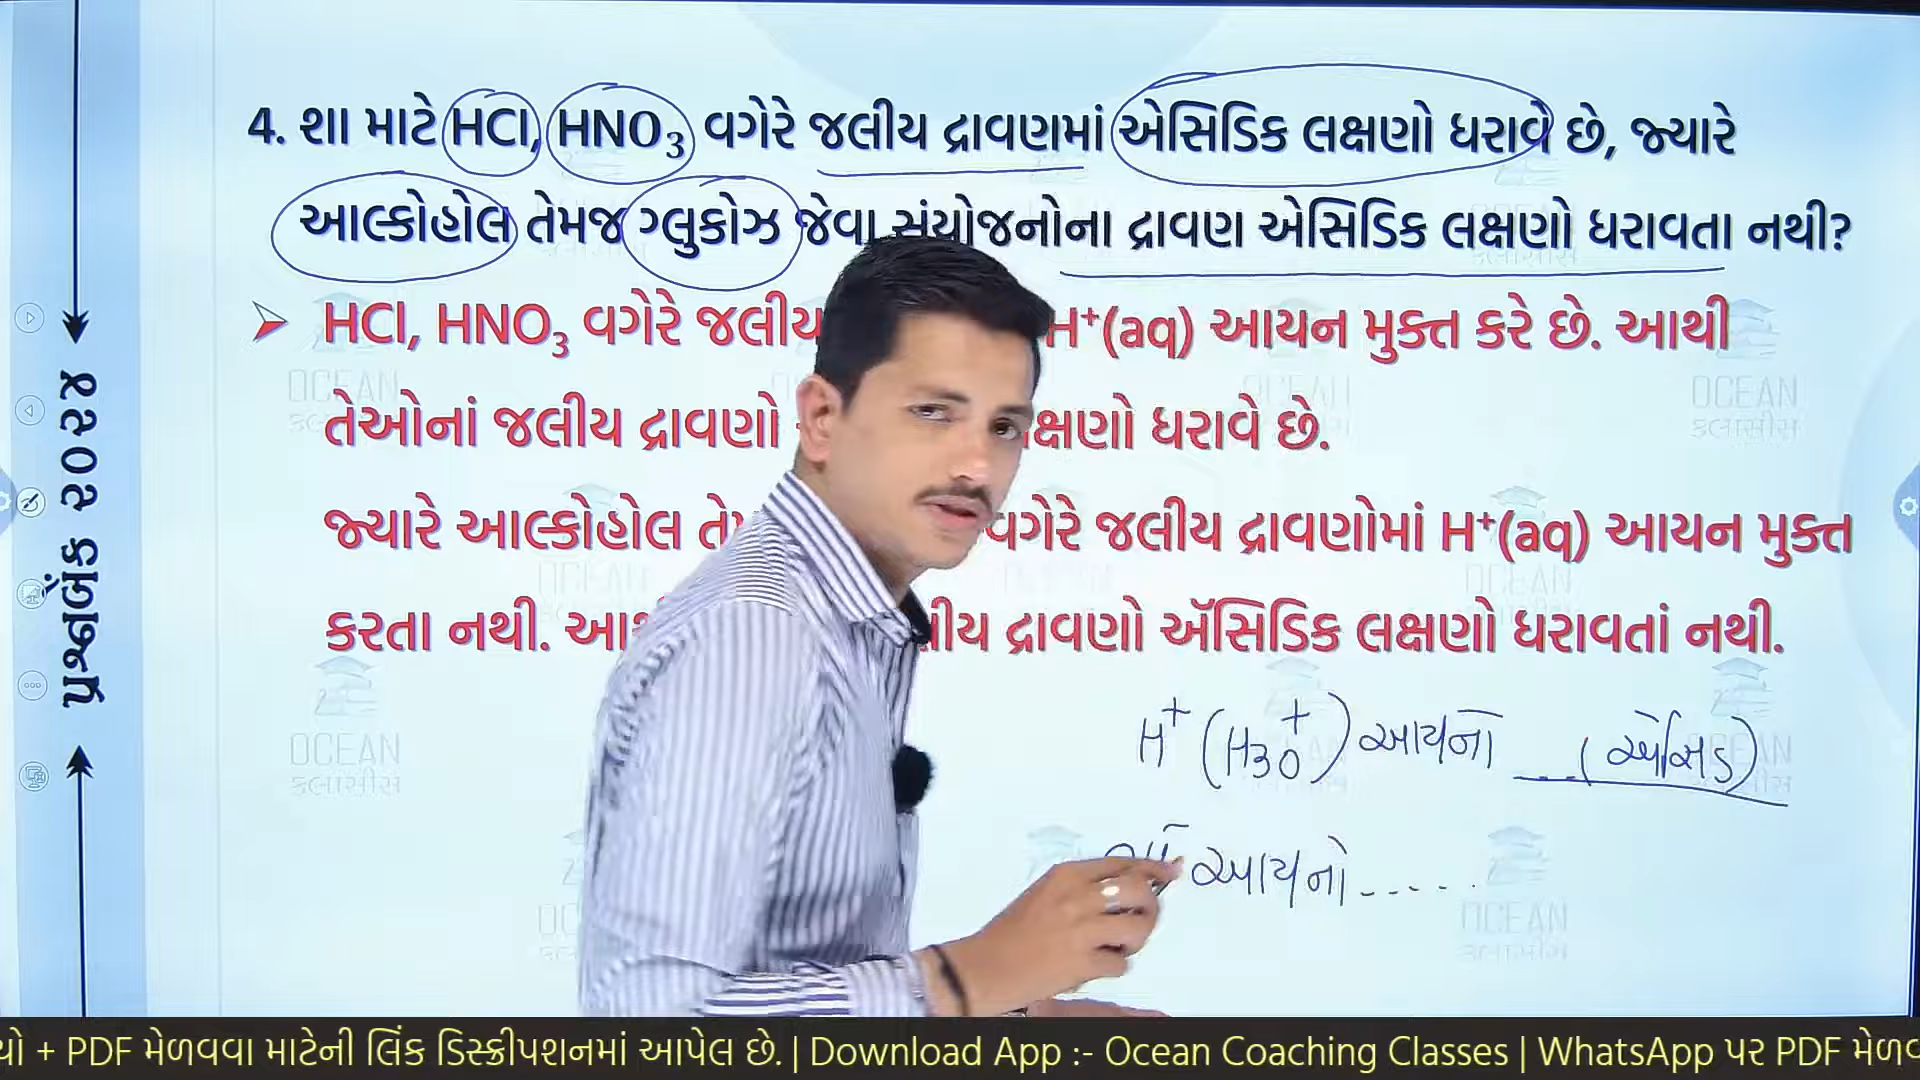 4. શા માટે HCl, HNO₃ વગેરે જલીય દ્રાવણમાં એસિડિક લક્ષણો ધરાવે છે, જ્યારે
આલ્કોહોલ તેમજ ગ્લુકોઝ જેવા સંયોજનોના દ્રાવણ એસિડિક લક્ષણો ધરાવતા નથી?
➢ HCl, HNO₃ વગેરે જલીય H⁺(aq) આયન મુક્ત કરે છે. આથી
તેઓનાં જલીય દ્રાવણો ધરાવે છે.
જ્યારે આલ્કોહોલ વગેરે જલીય દ્રાવણોમાં H⁺(aq) આયન મુક્ત
કરતા નથી. દ્રાવણો ઍસિડિક લક્ષણો ધરાવતાં નથી.
H⁺ (H₃O⁺) આયનો (એસિડ)
આયનો .....
પ્રશ્નબેંક ૨૦૨૪
OCEAN
ક્લાસીસ
+ PDF મેળવવા માટેની લિંક ડિસ્ક્રીપશનમાં આપેલ છે. | Download App :- Ocean Coaching Classes | WhatsApp પર PDF